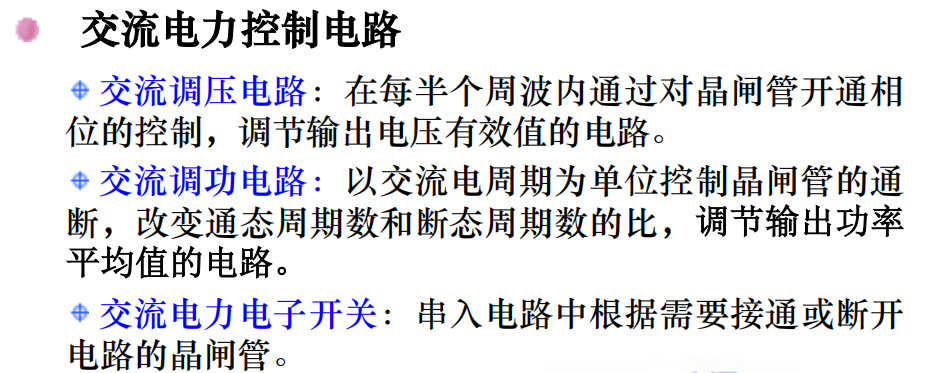 交流电力控制电路
交流调压电路：在每半个周波内通过对晶闸管开通相
位的控制，调节输出电压有效值的电路。
交流调功电路：以交流电周期为单位控制晶闸管的通
断，改变通态周期数和断态周期数的比，调节输出功率
平均值的电路。
交流电力电子开关：串入电路中根据需要接通或断开
电路的晶闸管。